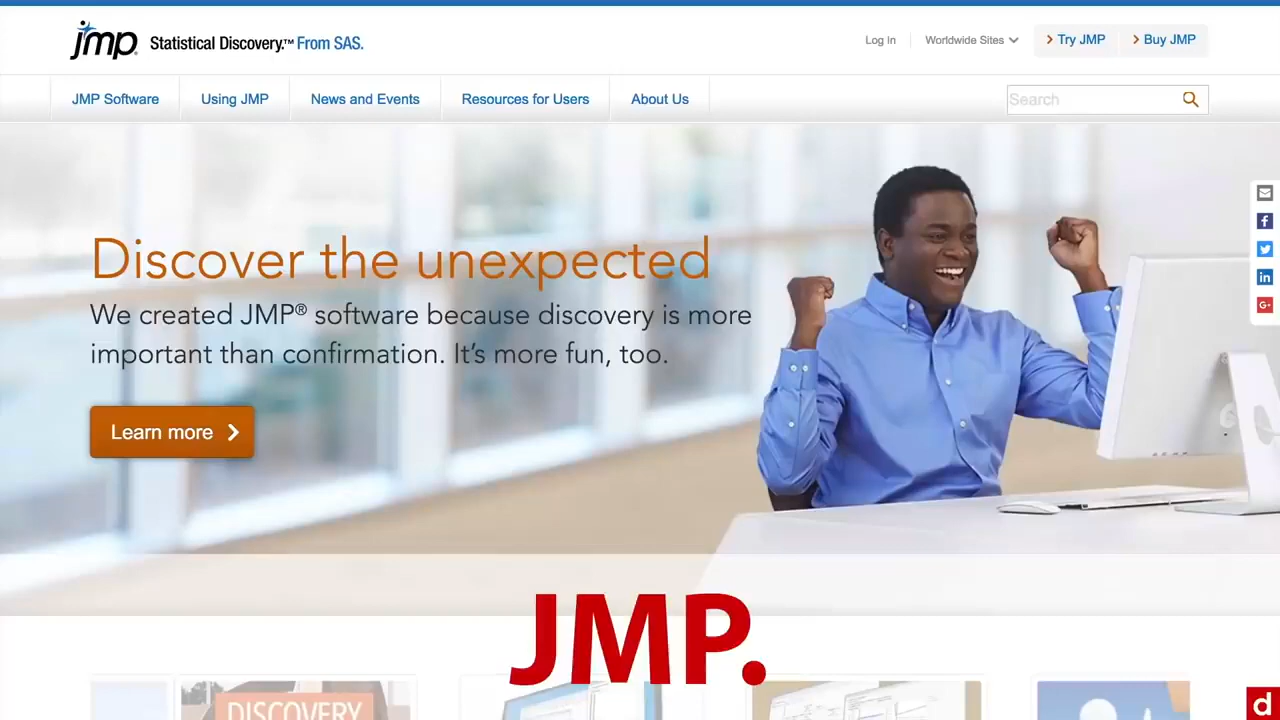 jmp Statistical Discovery.™ From SAS.
Log In Worldwide Sites Try JMP Buy JMP
JMP Software Using JMP News and Events Resources for Users About Us Search
Discover the unexpected
We created JMP® software because discovery is more
important than confirmation. It's more fun, too.
Learn more
JMP.
DISCOVERY
d